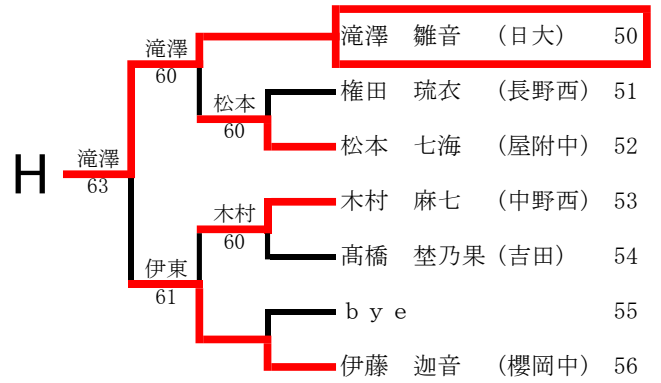 滝澤 雛音 (日大) 50
滝澤
60
権田 琉衣 (長野西) 51
松本
60
松本 七海 (屋附中) 52
H
滝澤
63
木村 麻七 (中野西) 53
木村
60
髙橋 埜乃果 (吉田) 54
伊東
61
bye 55
伊藤 迦音 (櫻岡中) 56